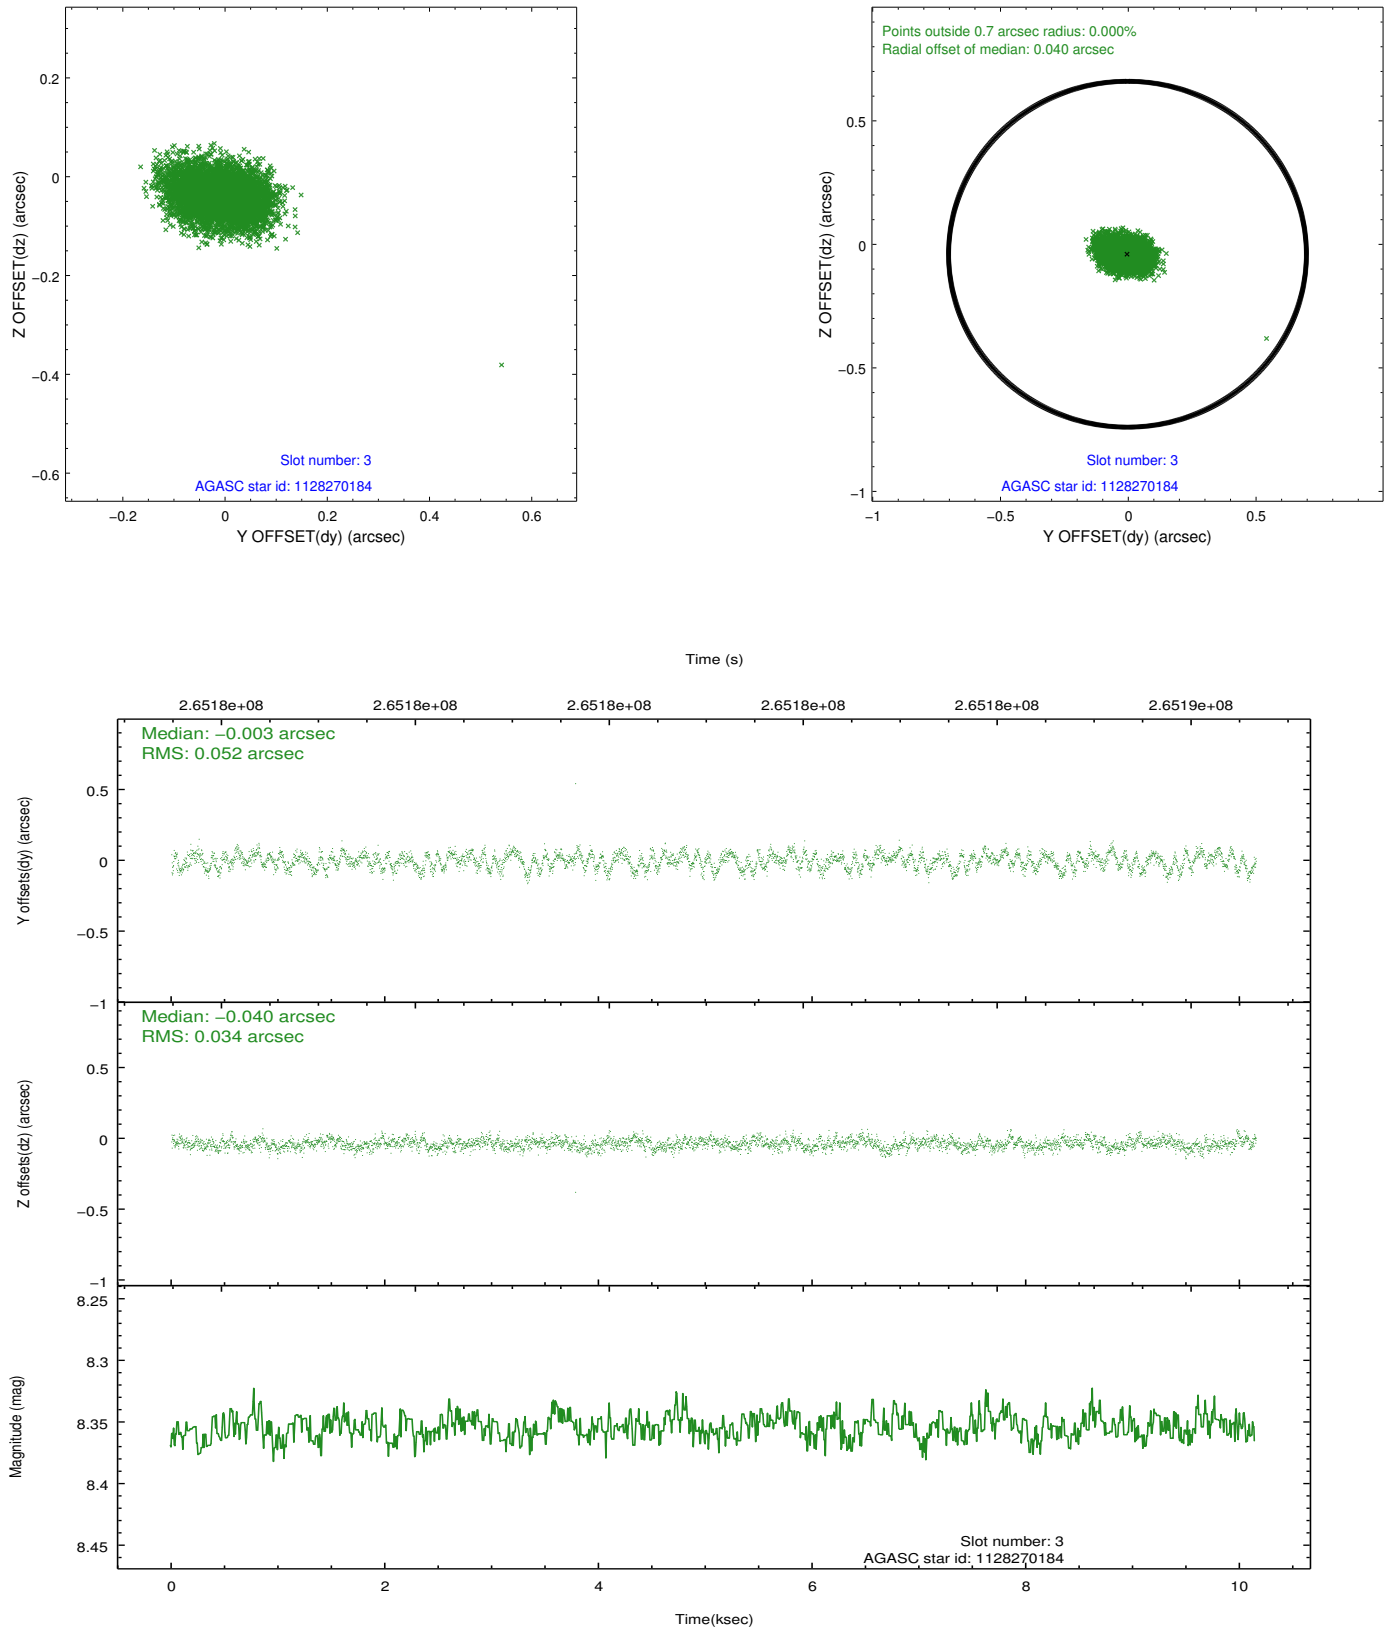 0.2
0
−0.2
−0.4
−0.6
Z OFFSET(dz) (arcsec)
Slot number: 3
AGASC star id: 1128270184
−0.2 0 0.2 0.4 0.6
Y OFFSET(dy) (arcsec)
Points outside 0.7 arcsec radius: 0.000%
Radial offset of median: 0.040 arcsec
0.5
0
−0.5
−1
Z OFFSET(dz) (arcsec)
Slot number: 3
AGASC star id: 1128270184
−1 −0.5 0 0.5
Y OFFSET(dy) (arcsec)
Time (s)
2.6518e+08 2.6518e+08 2.6518e+08 2.6518e+08 2.6518e+08 2.6519e+08
Median: −0.003 arcsec
RMS: 0.052 arcsec
0.5
0
−0.5
−1
Y offsets(dy) (arcsec)
Median: −0.040 arcsec
RMS: 0.034 arcsec
0.5
0
−0.5
−1
Z offsets(dz) (arcsec)
8.25
8.3
8.35
8.4
8.45
Magnitude (mag)
Slot number: 3
AGASC star id: 1128270184
0 2 4 6 8 10
Time(ksec)